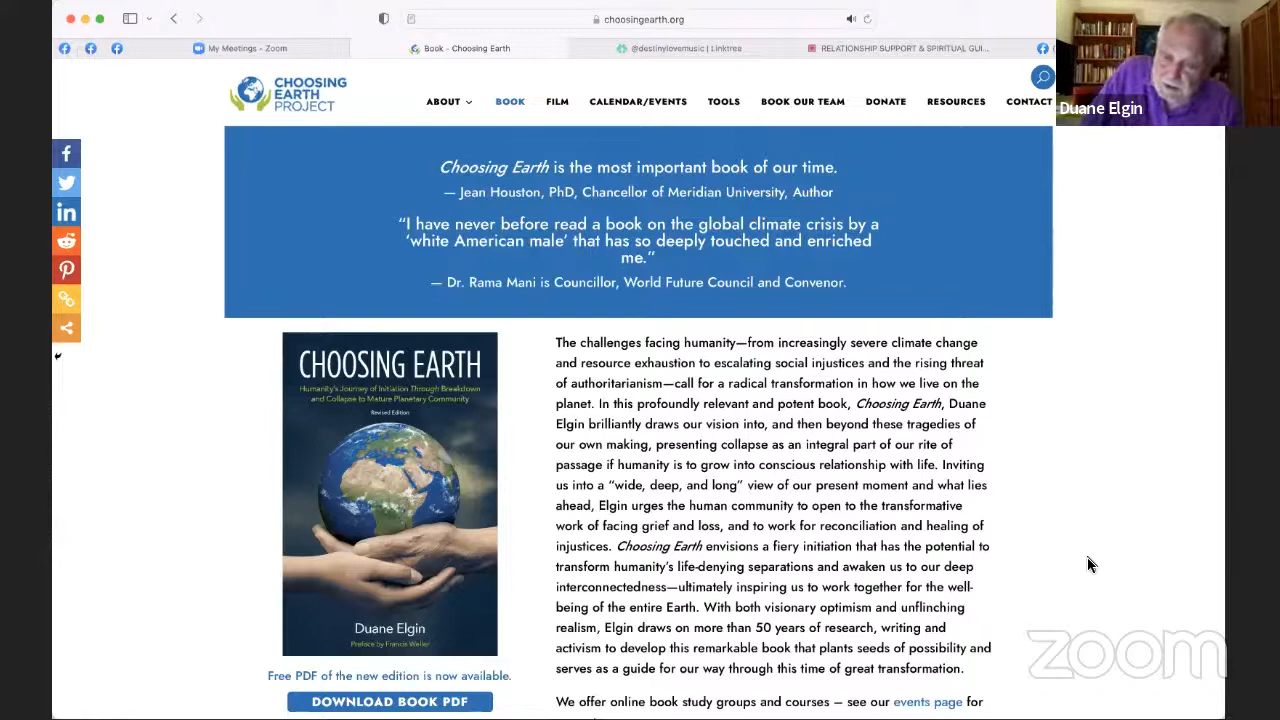 choosingearth.org
My Meetings - Zoom
Book - Choosing Earth
@destinylovemusic | Linktree
RELATIONSHIP SUPPORT & SPIRITUAL GUI...
Duane Elgin
CHOOSING
EARTH
PROJECT
ABOUT
BOOK
FILM
CALENDAR/EVENTS
TOOLS
BOOK OUR TEAM
DONATE
RESOURCES
CONTACT
Choosing Earth is the most important book of our time.
— Jean Houston, PhD, Chancellor of Meridian University, Author
“I have never before read a book on the global climate crisis by a
‘white American male’ that has so deeply touched and enriched
me.”
— Dr. Rama Mani is Councillor, World Future Council and Convenor.
CHOOSING EARTH
Humanity's Journey of Initiation Through Breakdown
and Collapse to Mature Planetary Community
Revised Edition
Duane Elgin
Preface by Francis Weller
Free PDF of the new edition is now available.
DOWNLOAD BOOK PDF
The challenges facing humanity—from increasingly severe climate change
and resource exhaustion to escalating social injustices and the rising threat
of authoritarianism—call for a radical transformation in how we live on the
planet. In this profoundly relevant and potent book, Choosing Earth, Duane
Elgin brilliantly draws our vision into, and then beyond these tragedies of
our own making, presenting collapse as an integral part of our rite of
passage if humanity is to grow into conscious relationship with life. Inviting
us into a “wide, deep, and long” view of our present moment and what lies
ahead, Elgin urges the human community to open to the transformative
work of facing grief and loss, and to work for reconciliation and healing of
injustices. Choosing Earth envisions a fiery initiation that has the potential to
transform humanity’s life-denying separations and awaken us to our deep
interconnectedness—ultimately inspiring us to work together for the well-
being of the entire Earth. With both visionary optimism and unflinching
realism, Elgin draws on more than 50 years of research, writing and
activism to develop this remarkable book that plants seeds of possibility and
serves as a guide for our way through this time of great transformation.
We offer online book study groups and courses – see our events page for
zoom